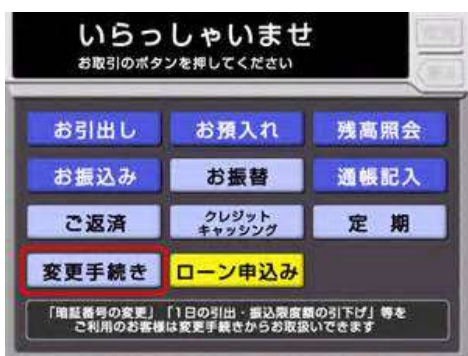 いらっしゃいませ
お取引のボタンを押してください
お引出し
お預入れ
残高照会
お振込み
お振替
通帳記入
ご返済
クレジット
キャッシング
定 期
変更手続き
ローン申込み
「暗証番号の変更」「1日の引出・振込限度額の引下げ」等を
ご利用のお客様は変更手続きからお取扱いできます